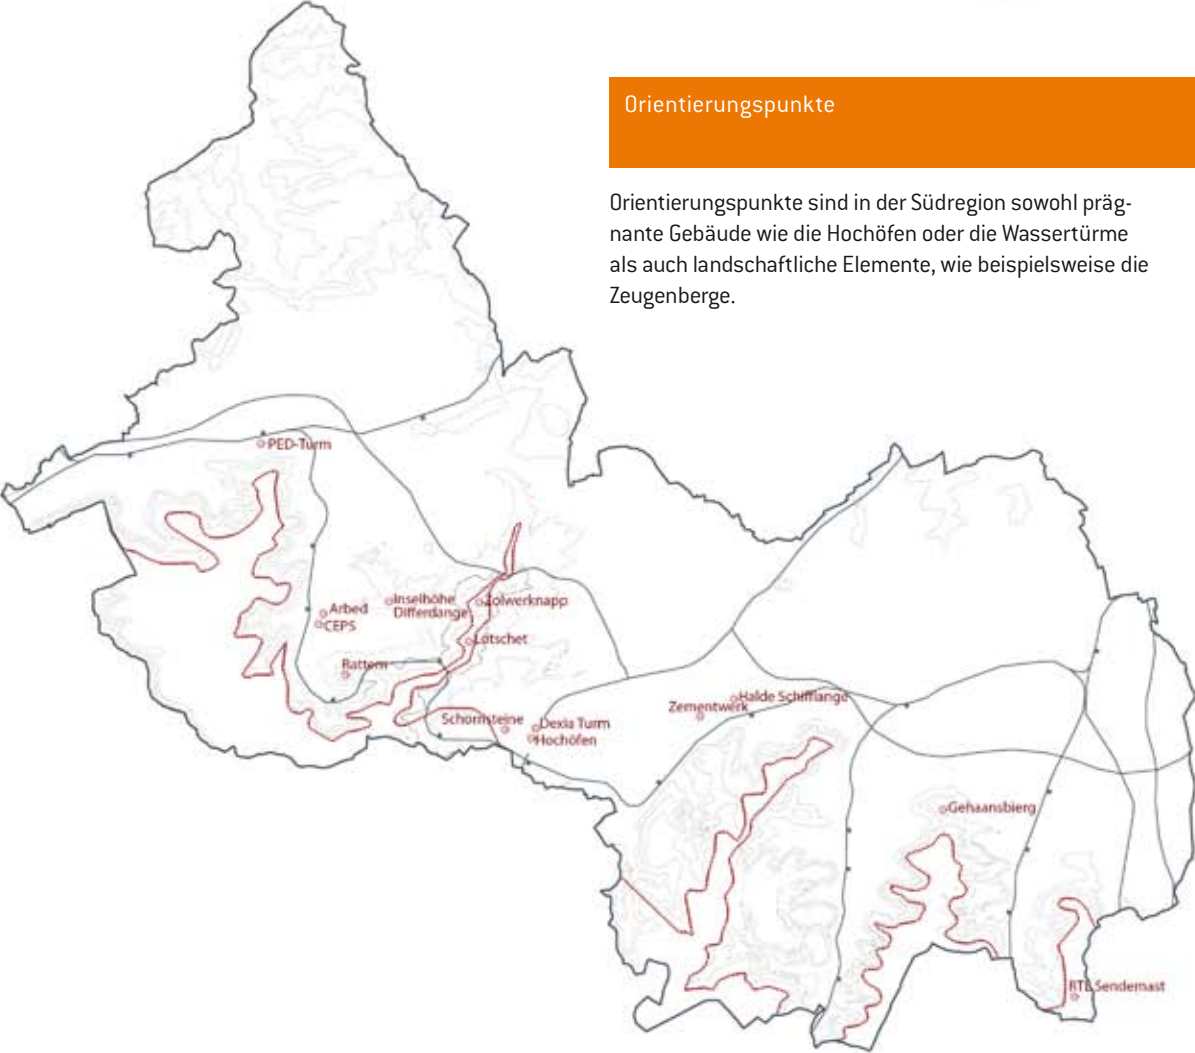 Orientierungspunkte
Orientierungspunkte sind in der Südregion sowohl präg-
nante Gebäude wie die Hochöfen oder die Wassertürme
als auch landschaftliche Elemente, wie beispielsweise die
Zeugenberge.
PED-Turm
Arbed
CEPS
Inselhöhe
Differdange
Zolwerknapp
Lötschet
Rattem
Schornsteine
Dexia Turm
Hochöfen
Halde Schifflange
Zementwerk
Gehaansbierg
RTL Sendemast